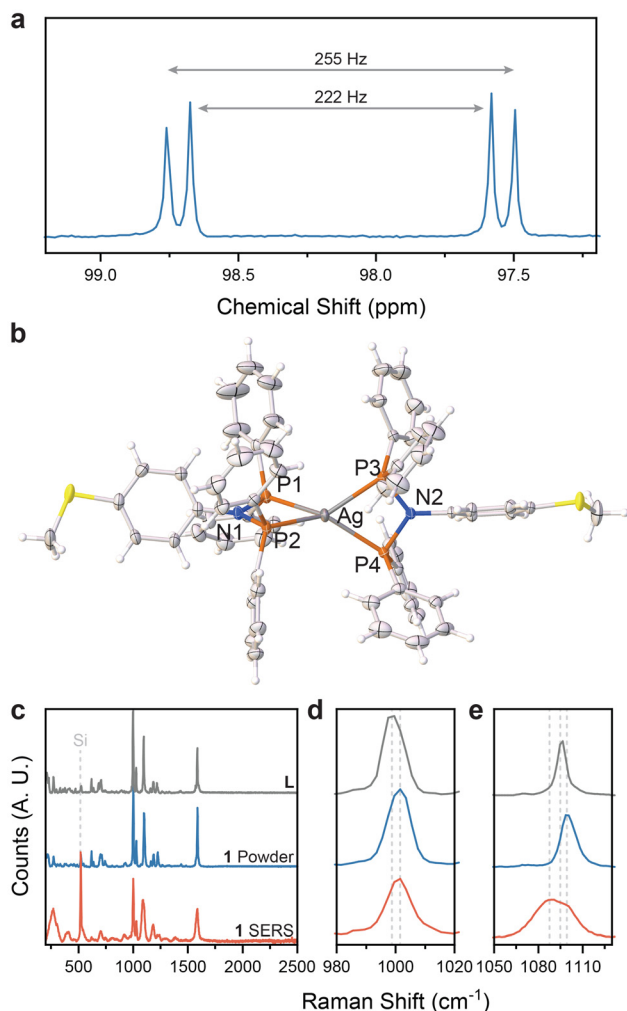 a
255 Hz
222 Hz
99.0 98.5 98.0 97.5
Chemical Shift (ppm)
b
P1 P3
N1 Ag N2
P2 P4
c d e
Si
L
1 Powder
1 SERS
Counts (A. U.)
500 1000 1500 2000 2500 980 1000 1020 1050 1080 1110
Raman Shift (cm⁻¹)